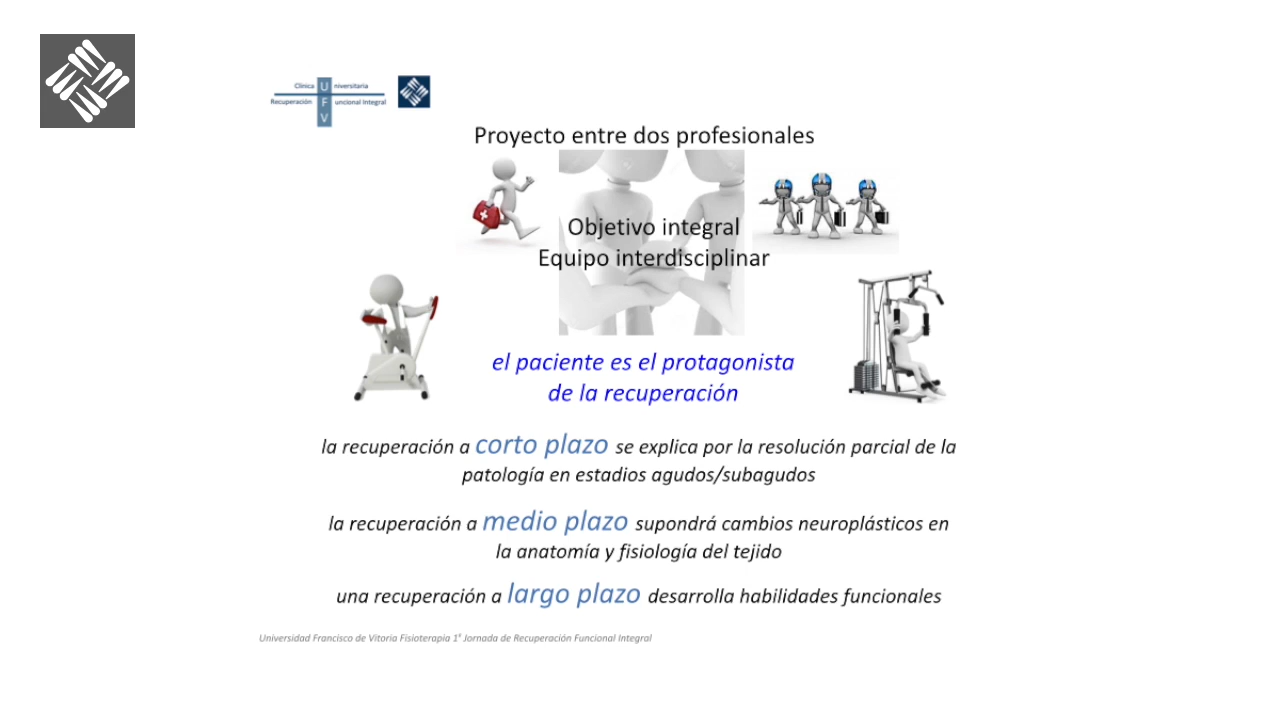 Clínica U niversitaria
Recuperación F uncional Integral
V
Proyecto entre dos profesionales
Objetivo integral
Equipo interdisciplinar
el paciente es el protagonista
de la recuperación
la recuperación a corto plazo se explica por la resolución parcial de la
patología en estadios agudos/subagudos
la recuperación a medio plazo supondrá cambios neuroplásticos en
la anatomía y fisiología del tejido
una recuperación a largo plazo desarrolla habilidades funcionales
Universidad Francisco de Vitoria Fisioterapia 1ª Jornada de Recuperación Funcional Integral